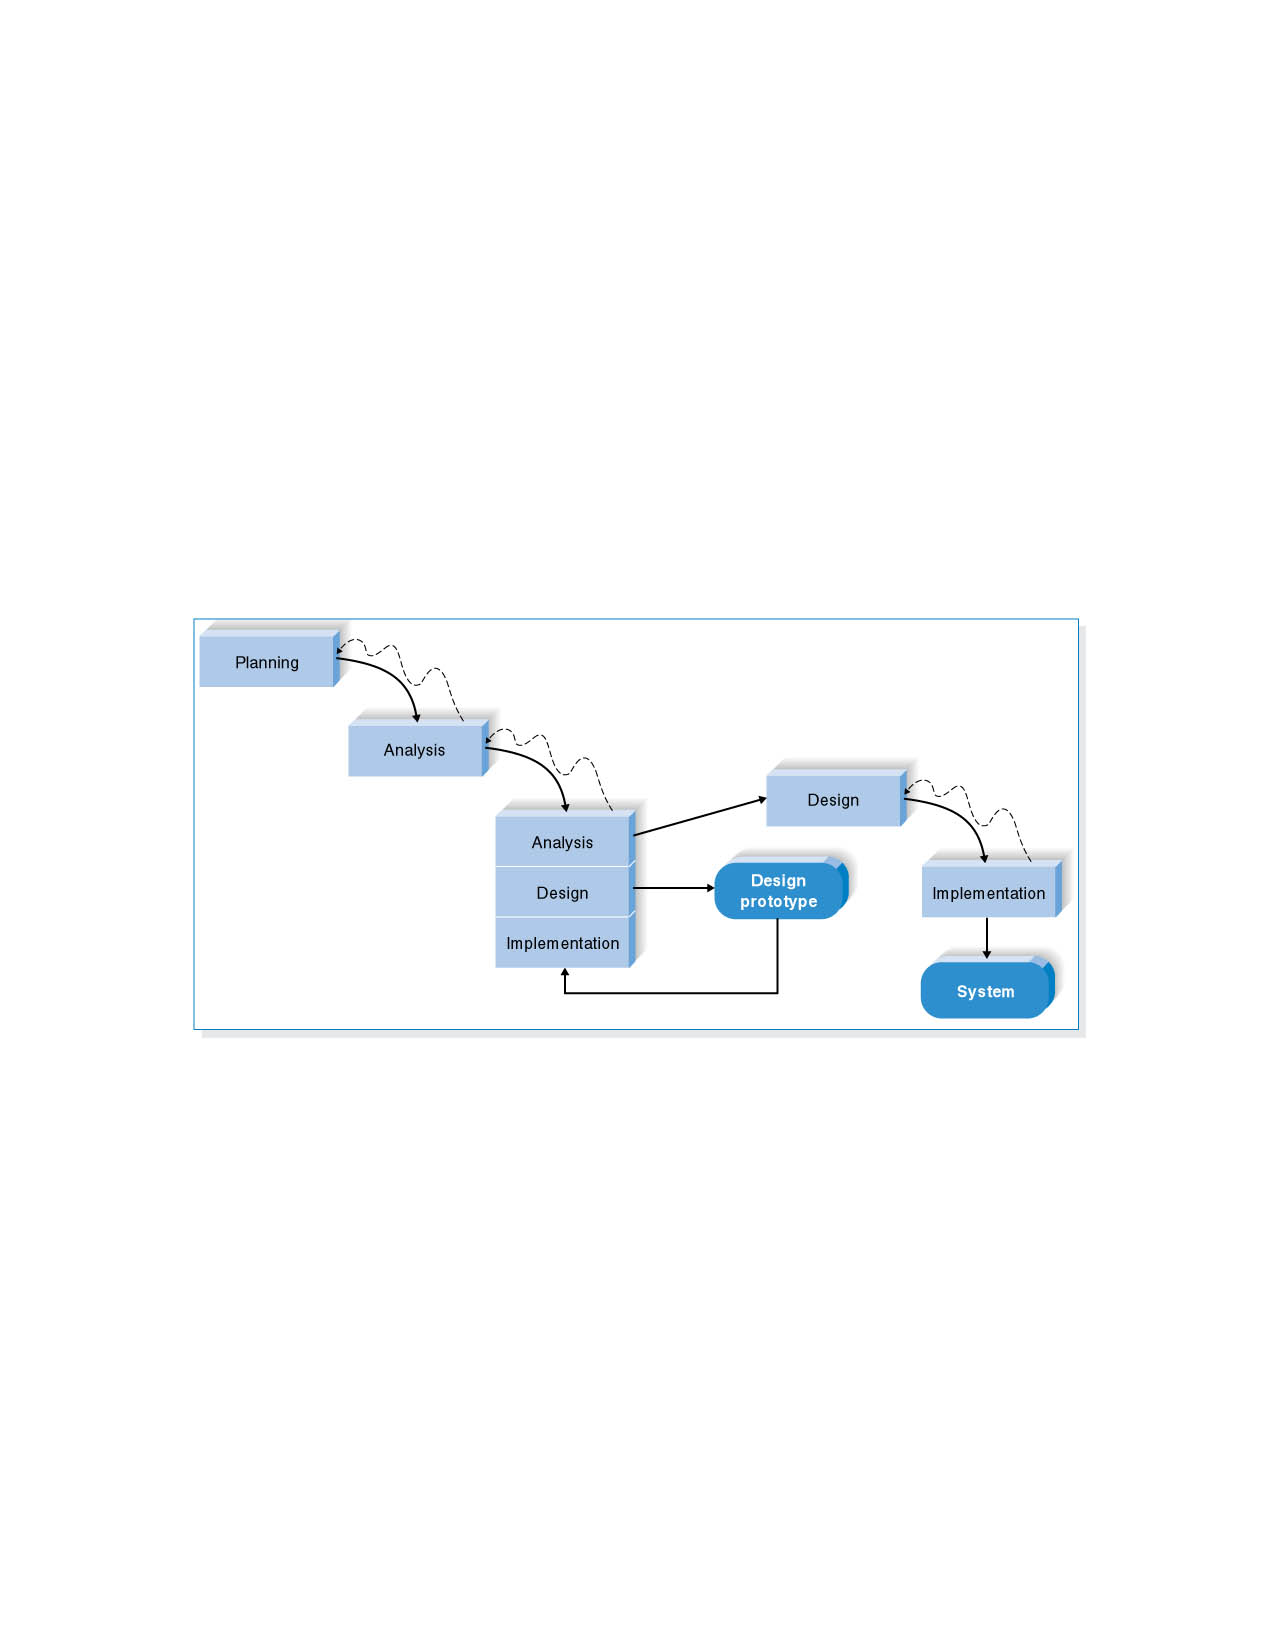 Planning
Analysis
Analysis
Design
Implementation
Design
Design
prototype
Implementation
System